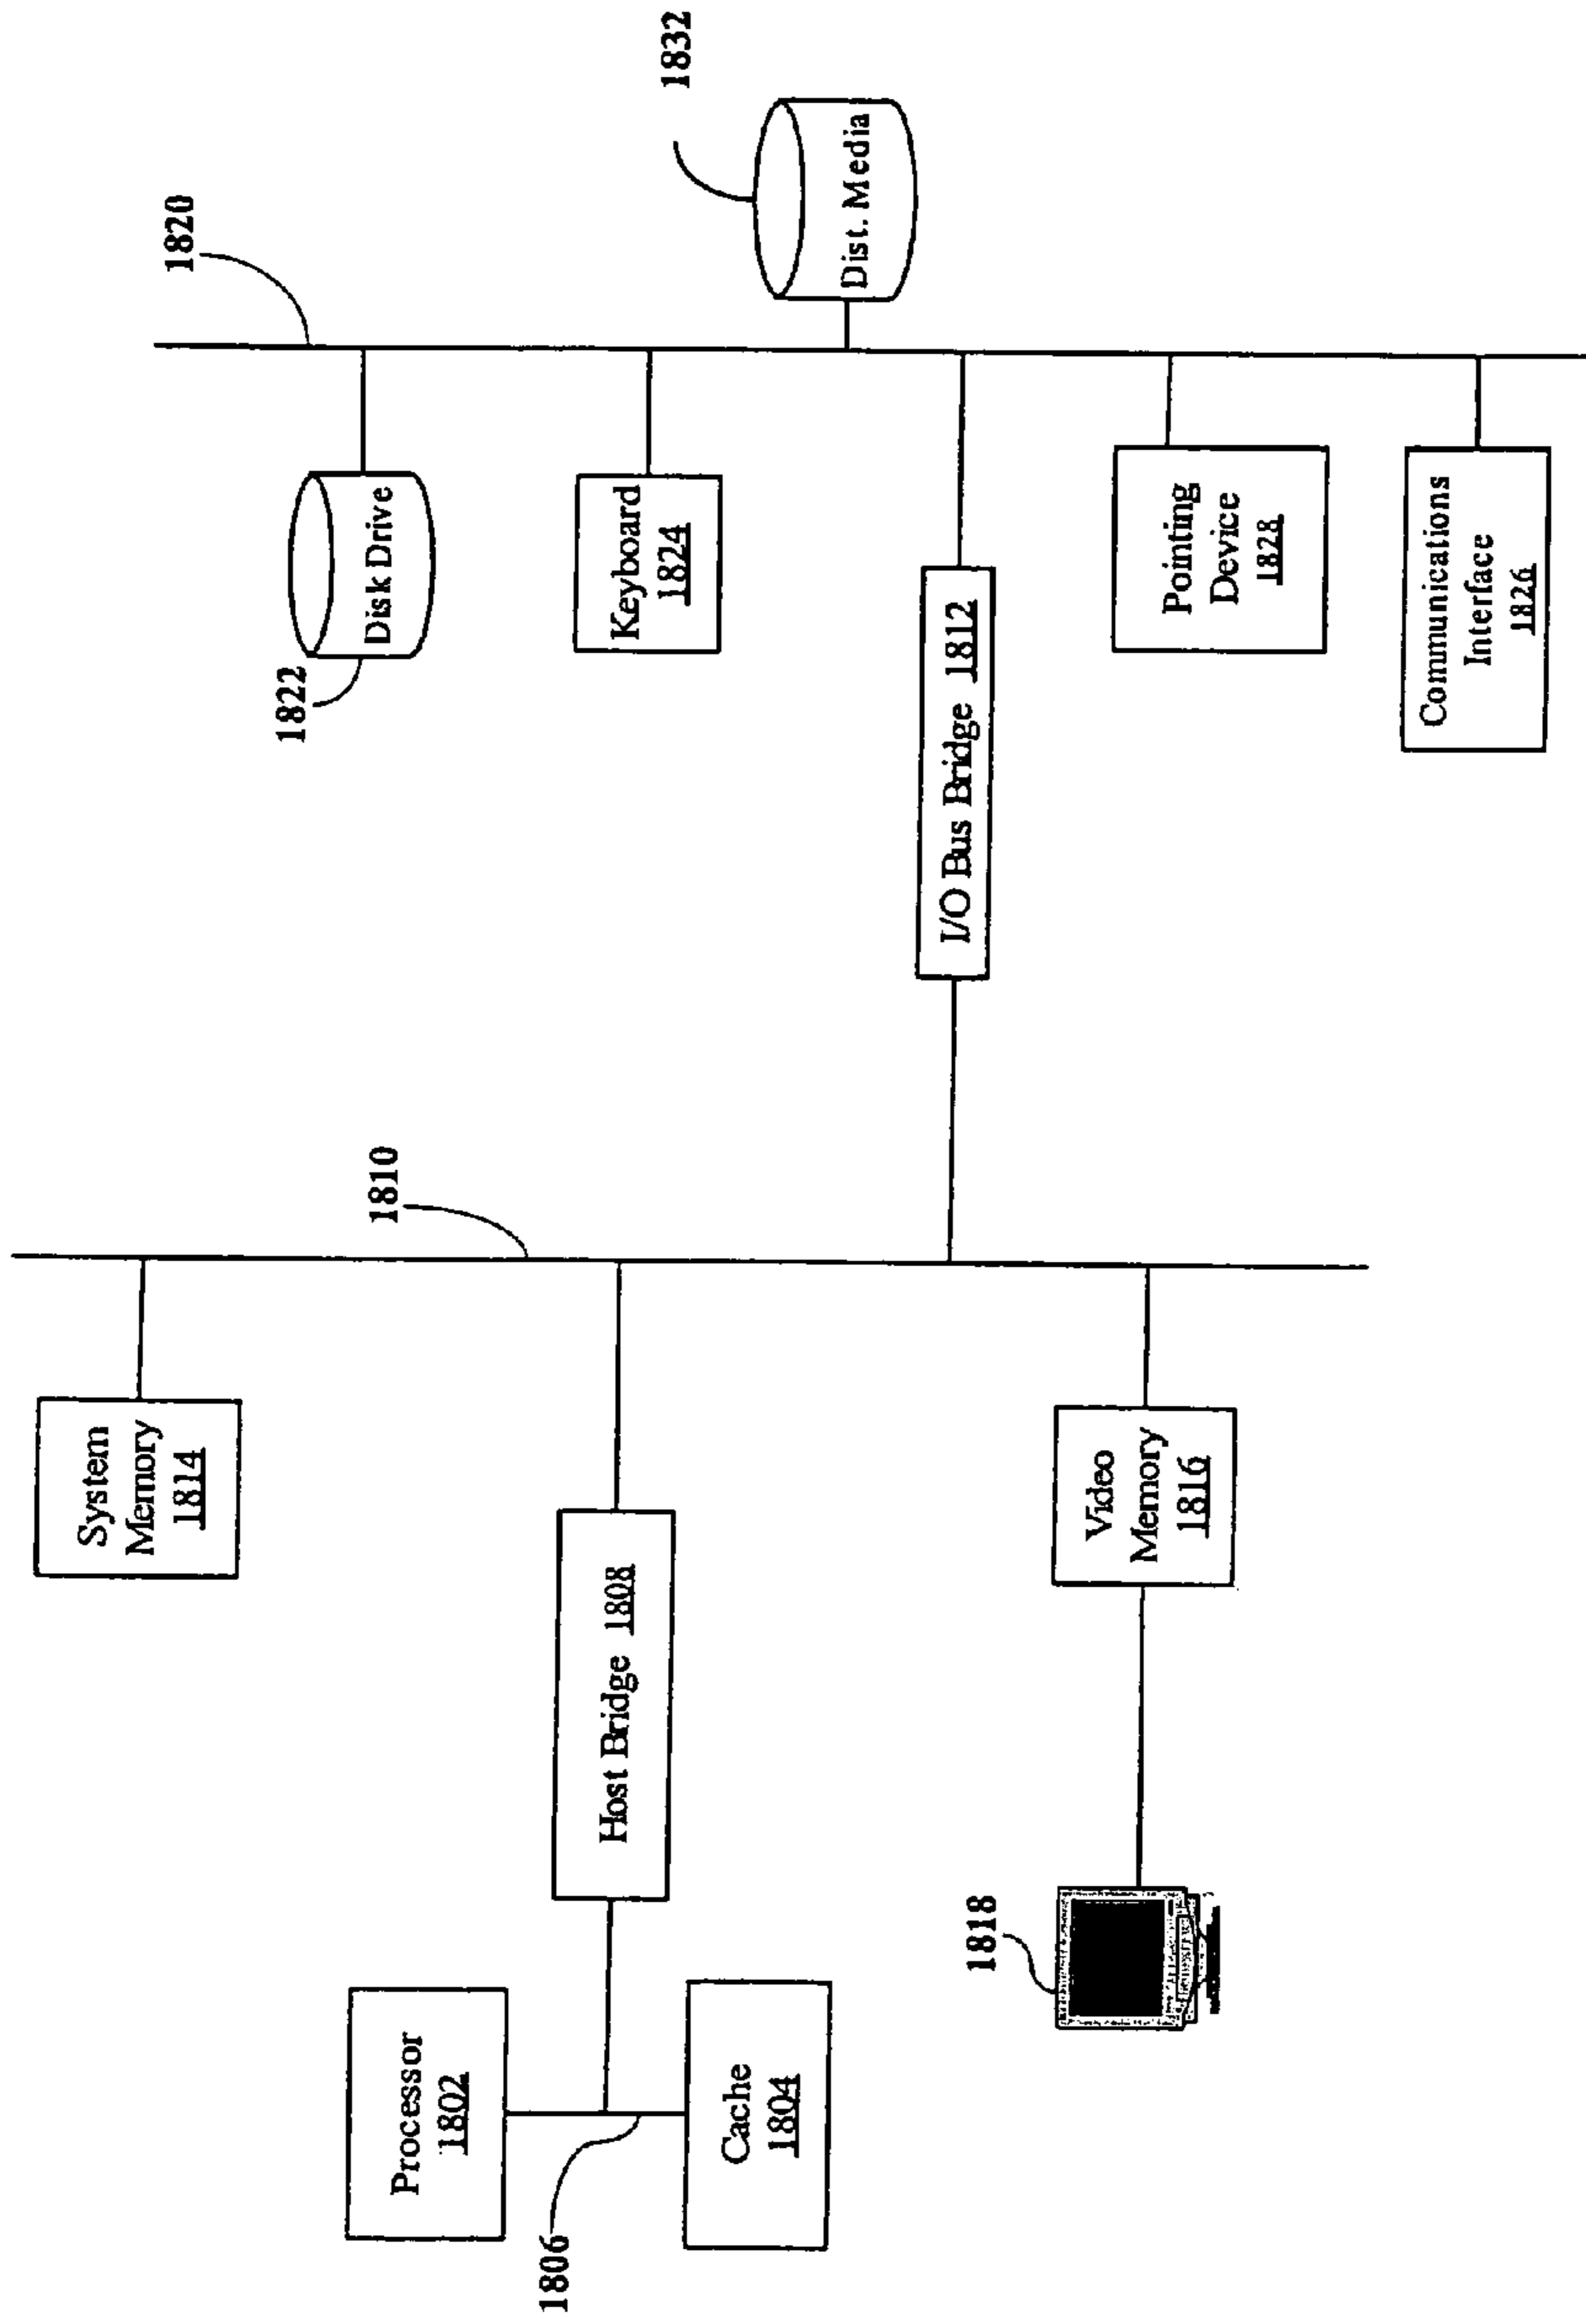 System
Memory
1814
1820
1822
Disk Drive
1810
Processor
1802
1806
Host Bridge 1808
Keyboard
1824
1832
Cache
1804
Dist. Media
I/O Bus Bridge 1812
1818
Video
Memory
1816
Pointing
Device
1828
Communications
Interface
1826